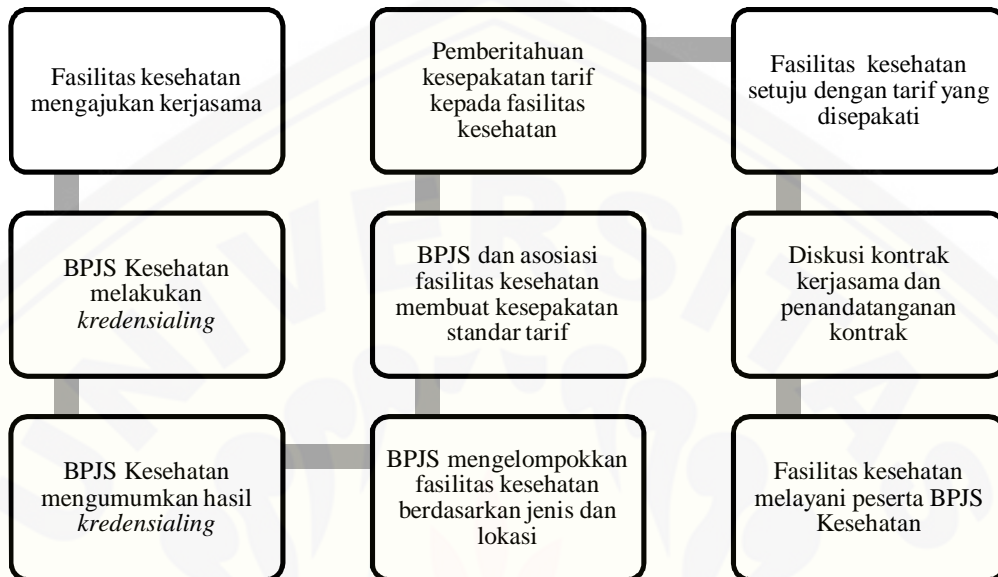 Fasilitas kesehatan
mengajukan kerjasama
BPJS Kesehatan
melakukan
kredensialing
BPJS Kesehatan
mengumumkan hasil
kredensialing
BPJS mengelompokkan
fasilitas kesehatan
berdasarkan jenis dan
lokasi
BPJS dan asosiasi
fasilitas kesehatan
membuat kesepakatan
standar tarif
Pemberitahuan
kesepakatan tarif
kepada fasilitas
kesehatan
Fasilitas kesehatan
setuju dengan tarif yang
disepakati
Diskusi kontrak
kerjasama dan
penandatanganan
kontrak
Fasilitas kesehatan
melayani peserta BPJS
Kesehatan
UNIVERSITA